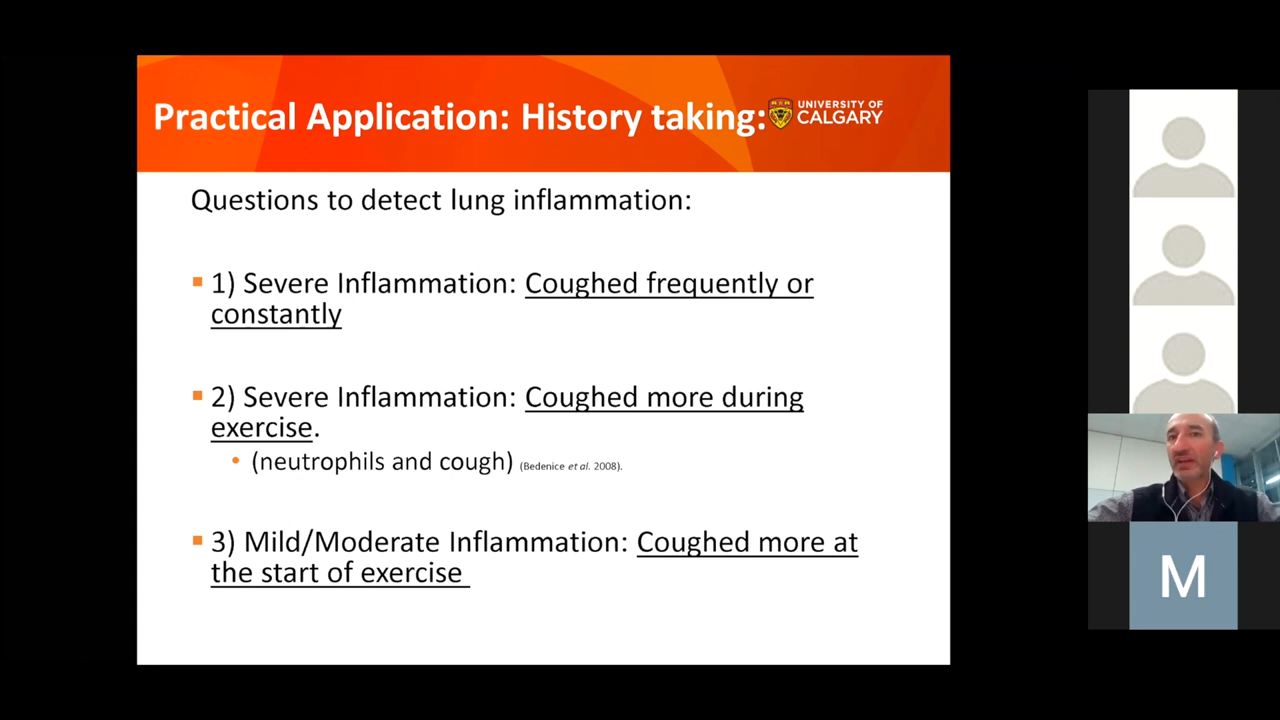 Practical Application: History taking:
UNIVERSITY OF
CALGARY
Questions to detect lung inflammation:
1) Severe Inflammation: Coughed frequently or
constantly
2) Severe Inflammation: Coughed more during
exercise.
(neutrophils and cough) (Bedenice et al. 2008).
3) Mild/Moderate Inflammation: Coughed more at
the start of exercise
M